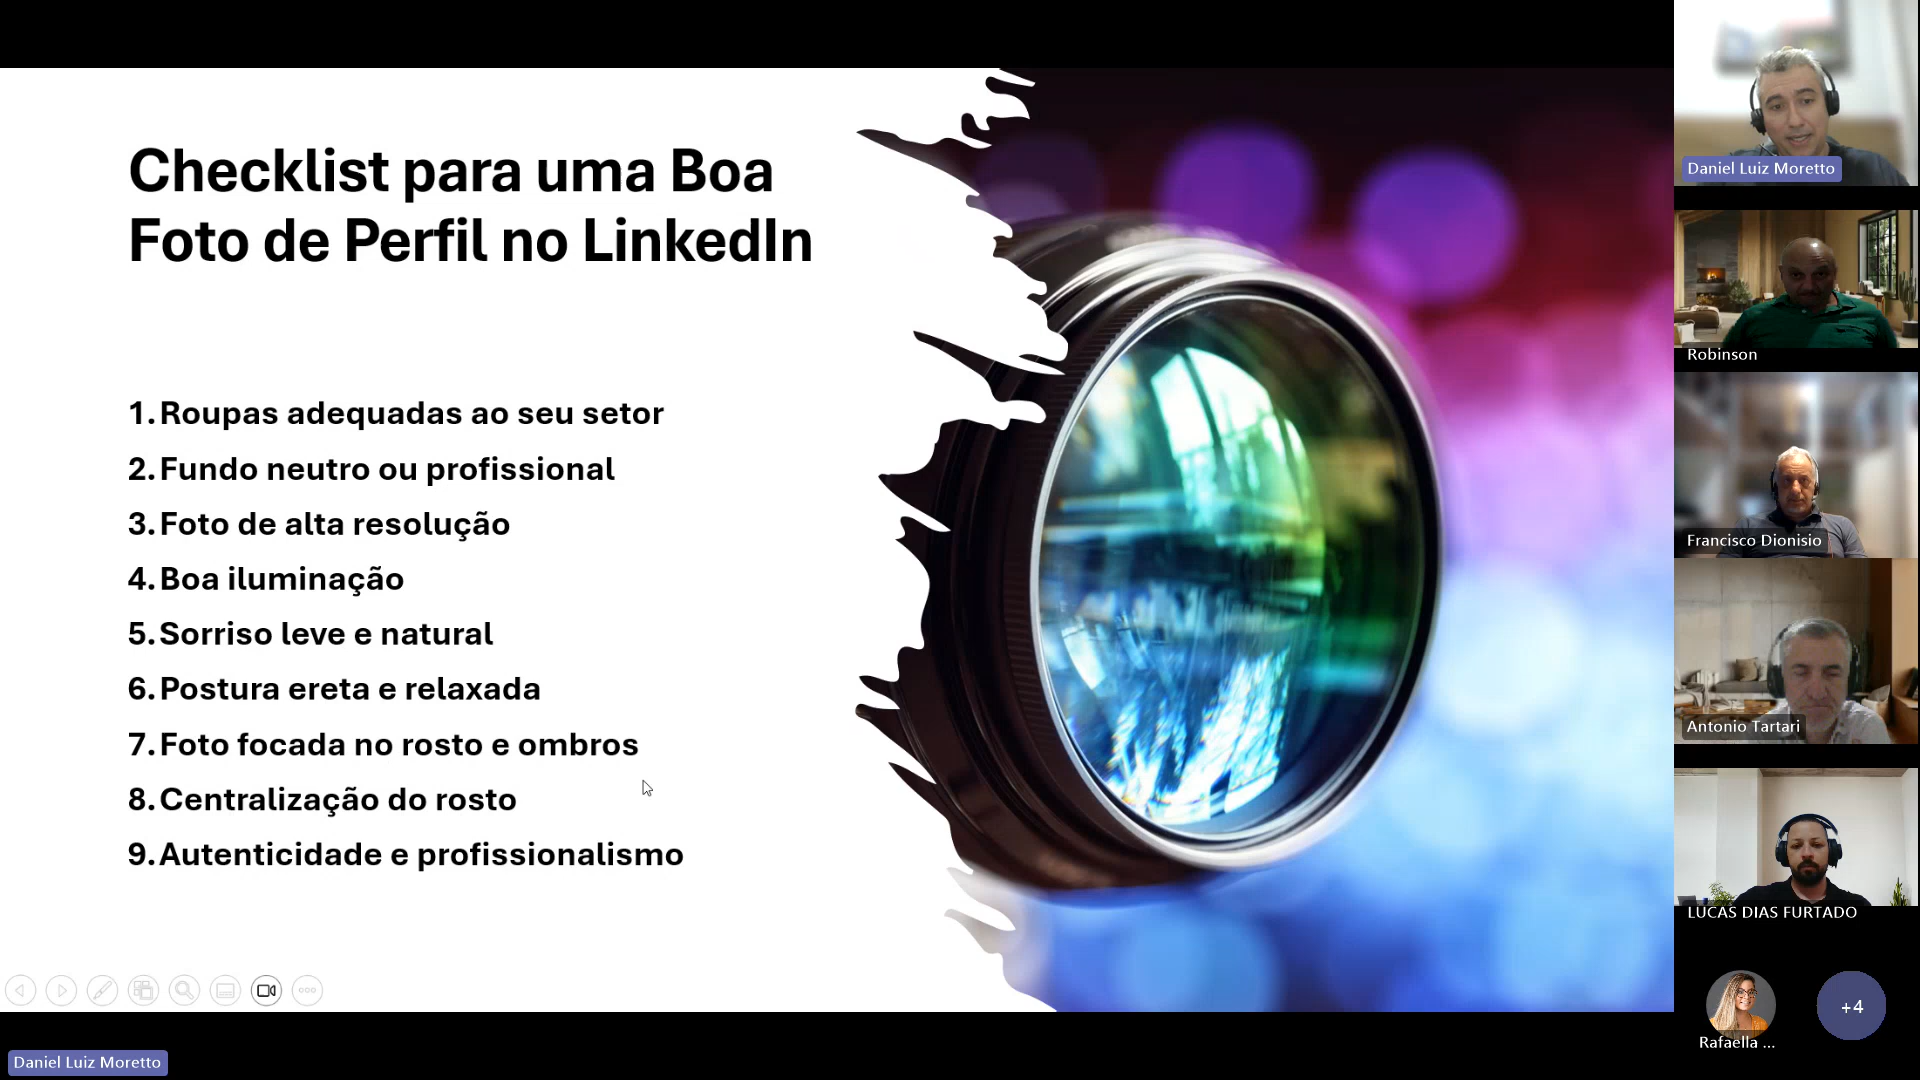 Checklist para uma Boa
Foto de Perfil no LinkedIn
1. Roupas adequadas ao seu setor
2. Fundo neutro ou profissional
3. Foto de alta resolução
4. Boa iluminação
5. Sorriso leve e natural
6. Postura ereta e relaxada
7. Foto focada no rosto e ombros
8. Centralização do rosto
9. Autenticidade e profissionalismo
Daniel Luiz Moretto
Daniel Luiz Moretto
Robinson
Francisco Dionisio
Antonio Tartari
LUCAS DIAS FURTADO
Rafaella ...
+4